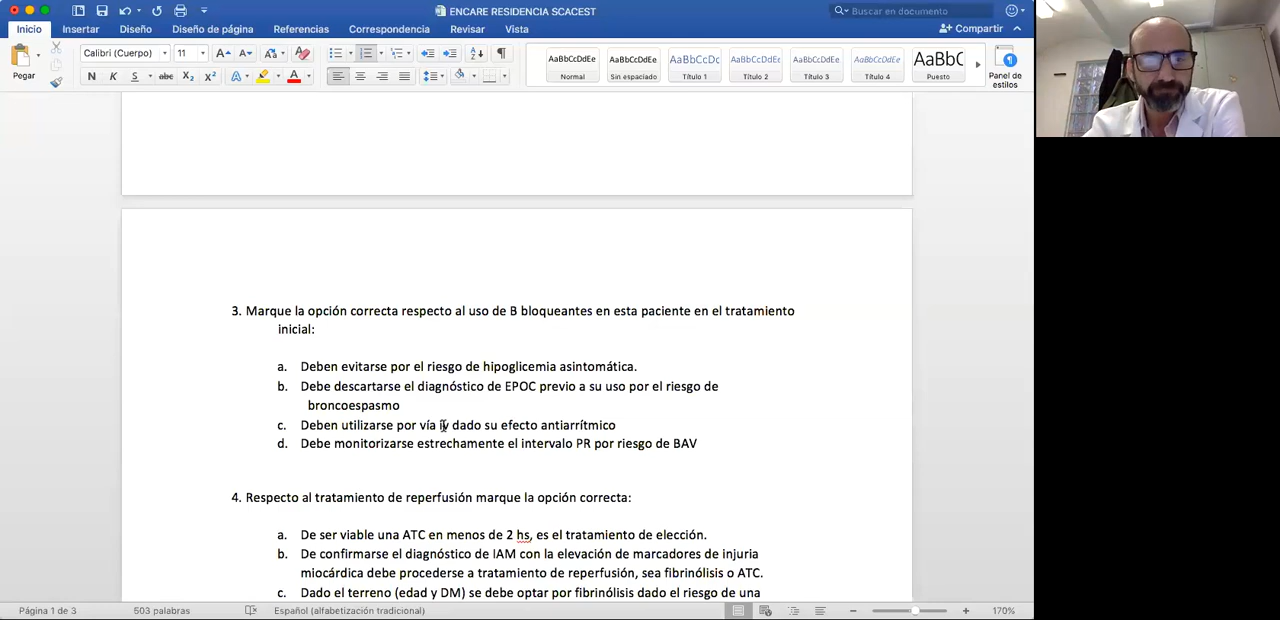 ENCARE RESIDENCIA SCACEST
Buscar en documento
Inicio Insertar Diseño Diseño de página Referencias Correspondencia Revisar Vista
Compartir
Pegar
Calibri (Cuerpo) 11
N K S abc X₂ X²
AaBbCcDdEe AaBbCcDdEe AaBbCcDc AaBbCcDdEe AaBbCcDdEe AaBbCcDdEe AaBbC
Normal Sin espaciado Título 1 Título 2 Título 3 Título 4 Puesto
Panel de
estilos
3. Marque la opción correcta respecto al uso de B bloqueantes en esta paciente en el tratamiento
inicial:
a. Deben evitarse por el riesgo de hipoglicemia asintomática.
b. Debe descartarse el diagnóstico de EPOC previo a su uso por el riesgo de
broncoespasmo
c. Deben utilizarse por vía iv dado su efecto antiarrítmico
d. Debe monitorizarse estrechamente el intervalo PR por riesgo de BAV
4. Respecto al tratamiento de reperfusión marque la opción correcta:
a. De ser viable una ATC en menos de 2 hs, es el tratamiento de elección.
b. De confirmarse el diagnóstico de IAM con la elevación de marcadores de injuria
miocárdica debe procederse a tratamiento de reperfusión, sea fibrinólisis o ATC.
c. Dado el terreno (edad y DM) se debe optar por fibrinólisis dado el riesgo de una
Página 1 de 3 503 palabras Español (alfabetización tradicional) 170%